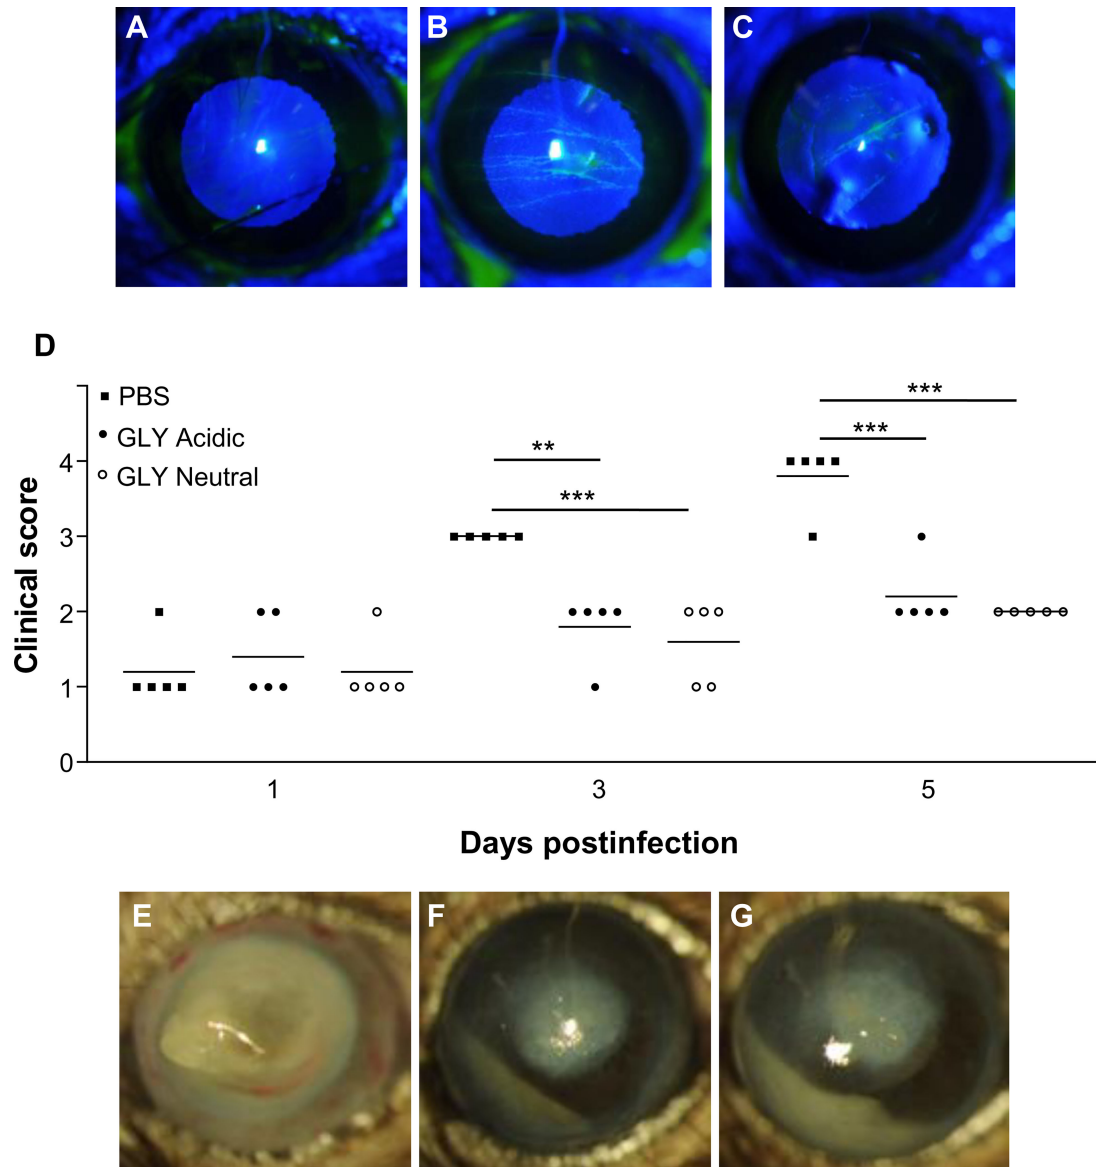 A B C
D
PBS
GLY Acidic
GLY Neutral
***
***
**
***
4
3
2
1
0
Clinical score
1 3 5
Days postinfection
E F G